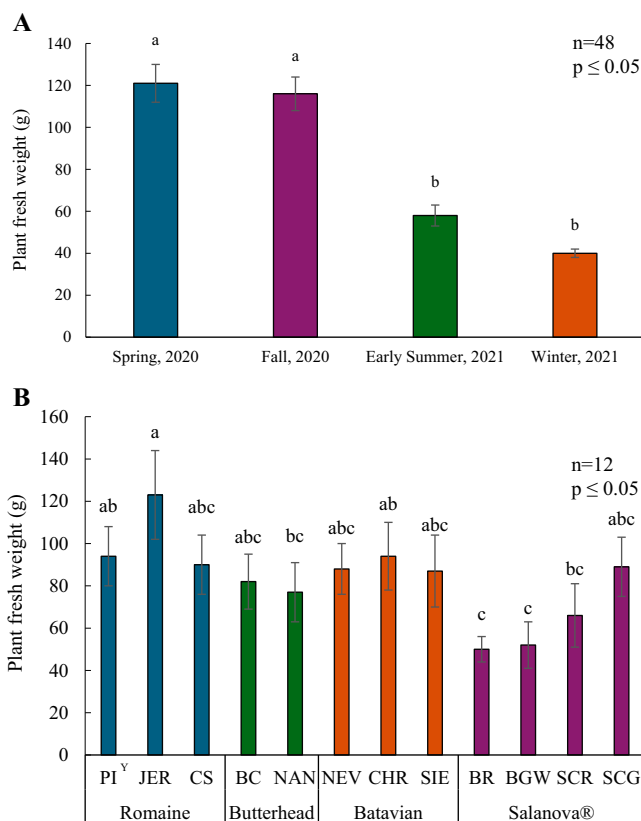 A
140
120
100
80
60
40
20
0
Plant fresh weight (g)
a
a
b
b
n=48
p ≤ 0.05
Spring, 2020
Fall, 2020
Early Summer, 2021
Winter, 2021
B
160
140
120
100
80
60
40
20
0
Plant fresh weight (g)
ab
a
abc
abc
bc
abc
ab
abc
c
c
bc
abc
n=12
p ≤ 0.05
PI Y JER CS BC NAN NEV CHR SIE BR BGW SCR SCG
Romaine Butterhead Batavian Salanova®